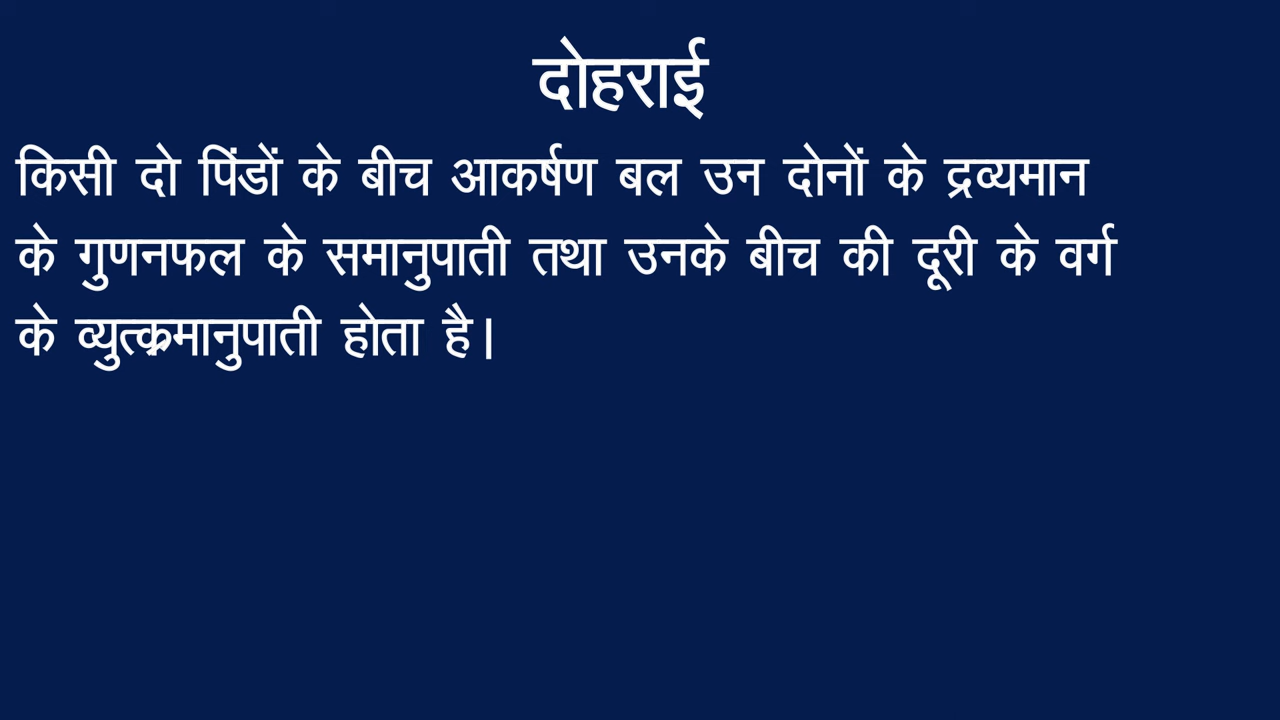 दोहराई
किसी दो पिंडों के बीच आकर्षण बल उन दोनों के द्रव्यमान
के गुणनफल के समानुपाती तथा उनके बीच की दूरी के वर्ग
के व्युत्क्रमानुपाती होता है।